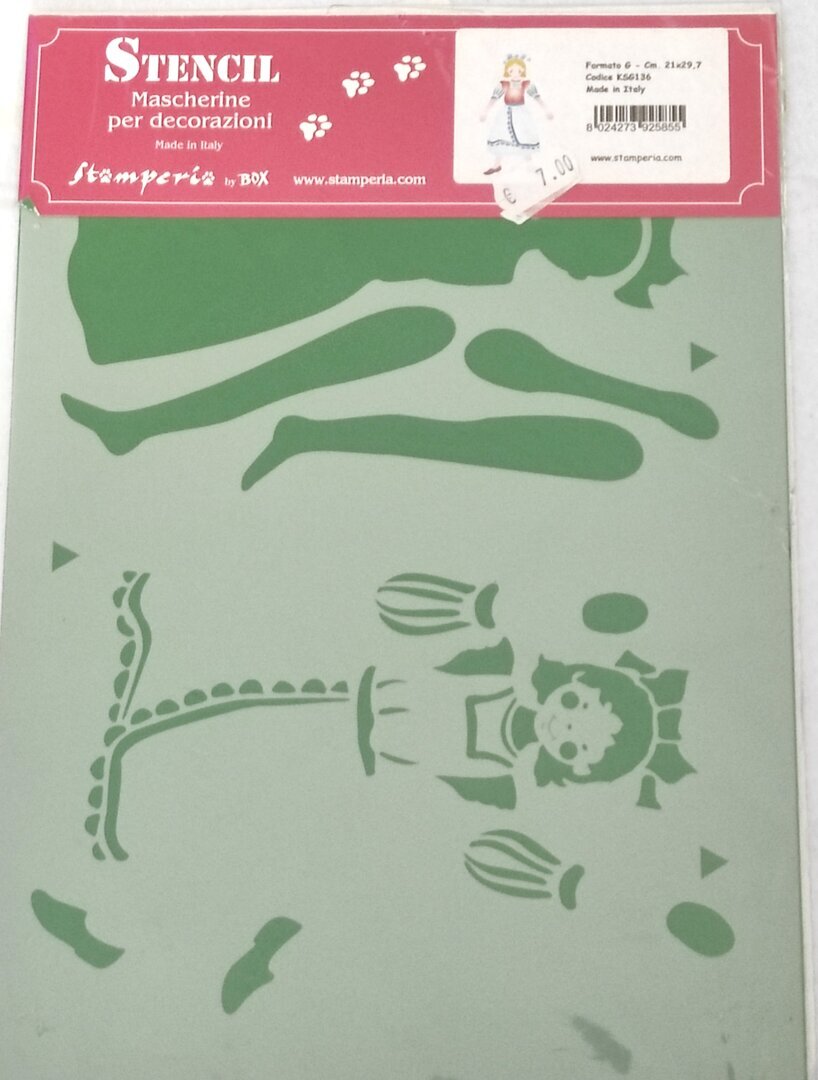 STENCIL
Mascherine
per decorazioni
Made in Italy
Stamperia by BOX
www.stamperia.com
Formato G - Cm. 21x29,7
Codice KSG136
Made in Italy
8 024273 925855
www.stamperia.com
€ 7.00